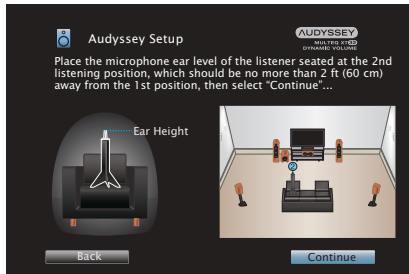 Audyssey Setup
AUDYSSEY
MULTEQ XT32
DYNAMIC VOLUME
Place the microphone ear level of the listener seated at the 2nd
listening position, which should be no more than 2 ft (60 cm)
away from the 1st position, then select “Continue”...
Ear Height
Back
Continue